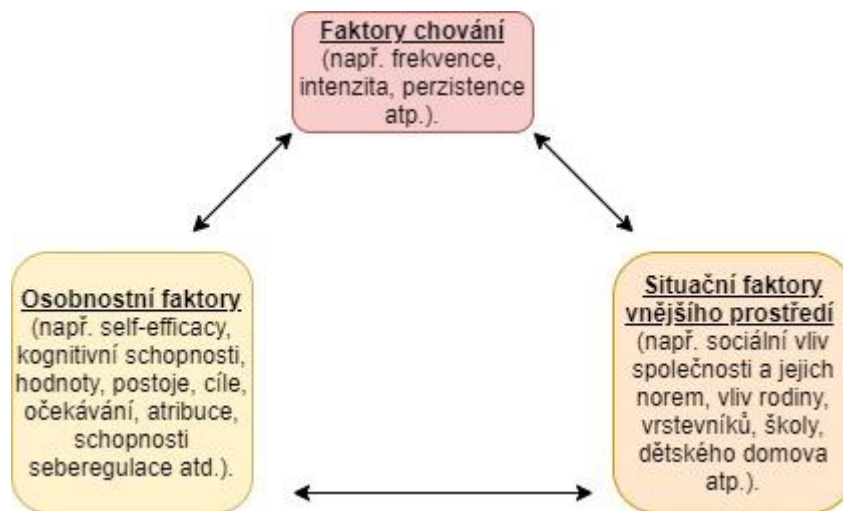 Faktory chování
(např. frekvence,
intenzita, perzistence
atp.).
Osobnostní faktory
(např. self-efficacy,
kognitivní schopnosti,
hodnoty, postoje, cíle,
očekávání, atribuce,
schopnosti
seberegulace atd.).
Situační faktory
vnějšího prostředí
(např. sociální vliv
společnosti a jejich
norem, vliv rodiny,
vrstevníků, školy,
dětského domova
atp.).